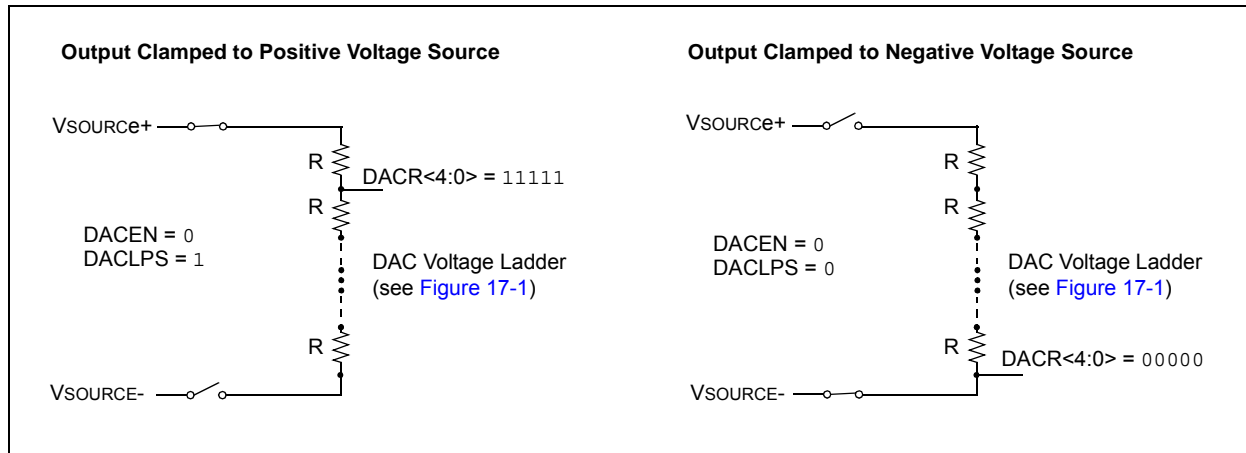 Output Clamped to Positive Voltage Source
VSOURCe+
R
DACR<4:0> = 11111
R
DACEN = 0
DACLPS = 1
DAC Voltage Ladder
(see Figure 17-1)
R
VSOURCE-
Output Clamped to Negative Voltage Source
VSOURCe+
R
R
DACEN = 0
DACLPS = 0
DAC Voltage Ladder
(see Figure 17-1)
R
DACR<4:0> = 00000
VSOURCE-